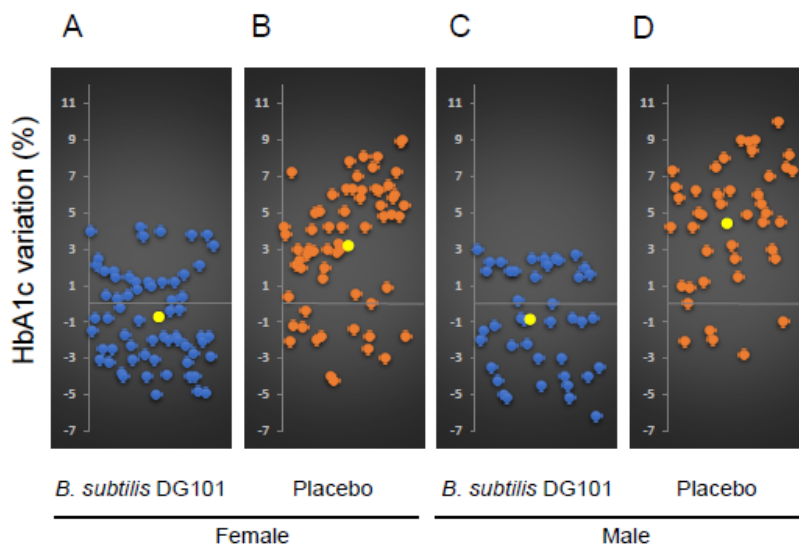 A B C D
HbA1c variation (%)
11 11 11 11
9 9 9 9
7 7 7 7
5 5 5 5
3 3 3 3
1 1 1 1
-1 -1 -1 -1
-3 -3 -3 -3
-5 -5 -5 -5
-7 -7 -7 -7
B. subtilis DG101 Placebo B. subtilis DG101 Placebo
Female Male